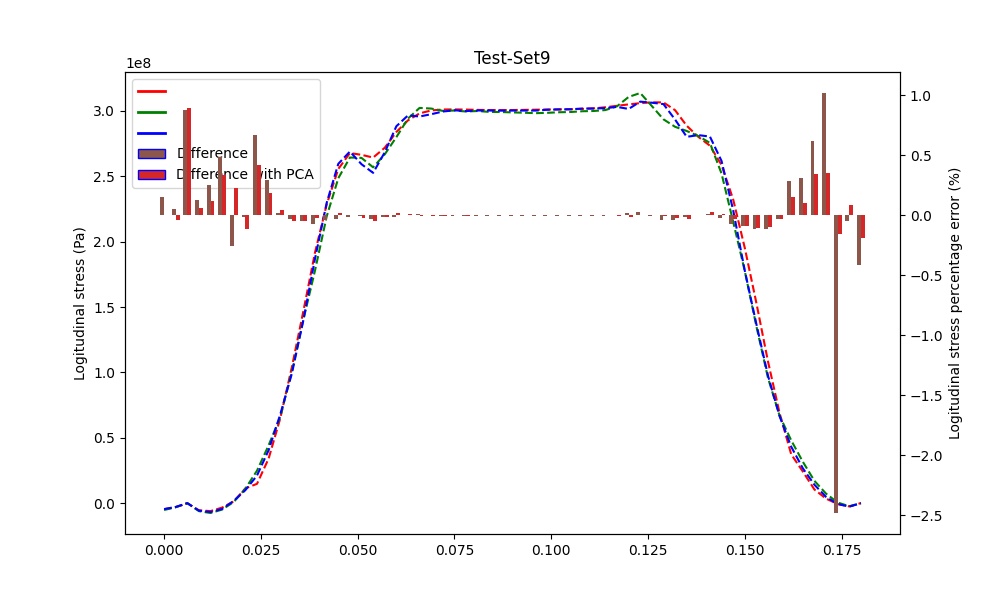 Test-Set9
1e8
Difference
Difference with PCA
3.0
2.5
2.0
1.5
1.0
0.5
0.0
Logitudinal stress (Pa)
1.0
0.5
0.0
−0.5
−1.0
−1.5
−2.0
−2.5
Logitudinal stress percentage error (%)
0.000 0.025 0.050 0.075 0.100 0.125 0.150 0.175